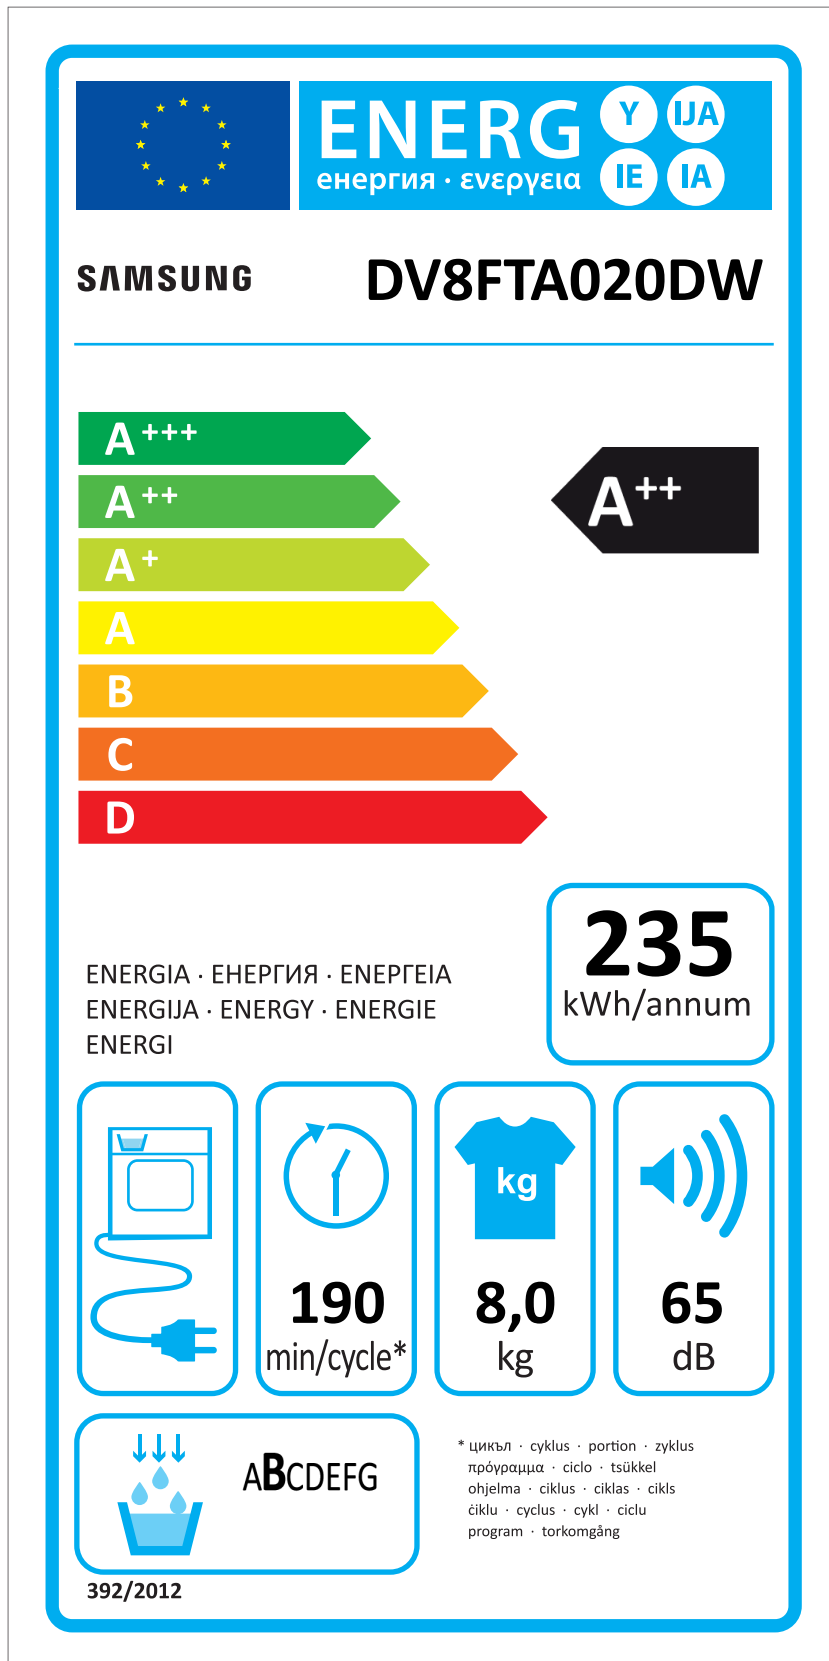 ENERG
Y
IJA
енергия · ενεργεια
IE
IA
SAMSUNG
DV8FTA020DW
A+++
A++
A++
A+
A
B
C
D
235
kWh/annum
ENERGIA · ЕНЕРГИЯ · ΕΝΕΡΓΕΙΑ
ENERGIJA · ENERGY · ENERGIE
ENERGI
kg
190
min/cycle*
8,0
kg
65
dB
ABCDEFG
* цикъл · cyklus · portion · zyklus
πρόγραμμα · ciclo · tsükkel
ohjelma · ciklus · ciklas · cikls
ċiklu · cyclus · cykl · ciclu
program · torkomgång
392/2012